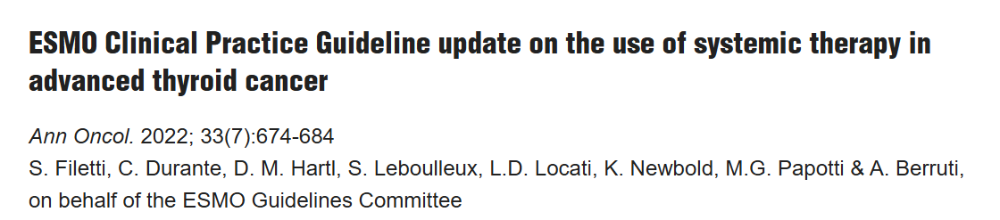 ESMO Clinical Practice Guideline update on the use of systemic therapy in
advanced thyroid cancer
Ann Oncol. 2022; 33(7):674-684
S. Filetti, C. Durante, D. M. Hartl, S. Leboulleux, L.D. Locati, K. Newbold, M.G. Papotti & A. Berruti,
on behalf of the ESMO Guidelines Committee